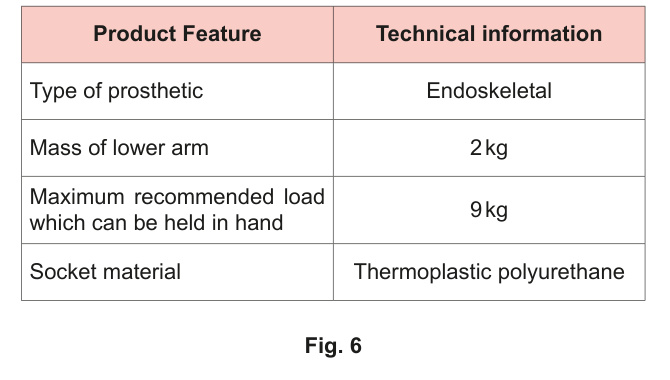 Product Feature Technical information
Type of prosthetic Endoskeletal
Mass of lower arm 2 kg
Maximum recommended load
which can be held in hand 9 kg
Socket material Thermoplastic polyurethane
Fig. 6